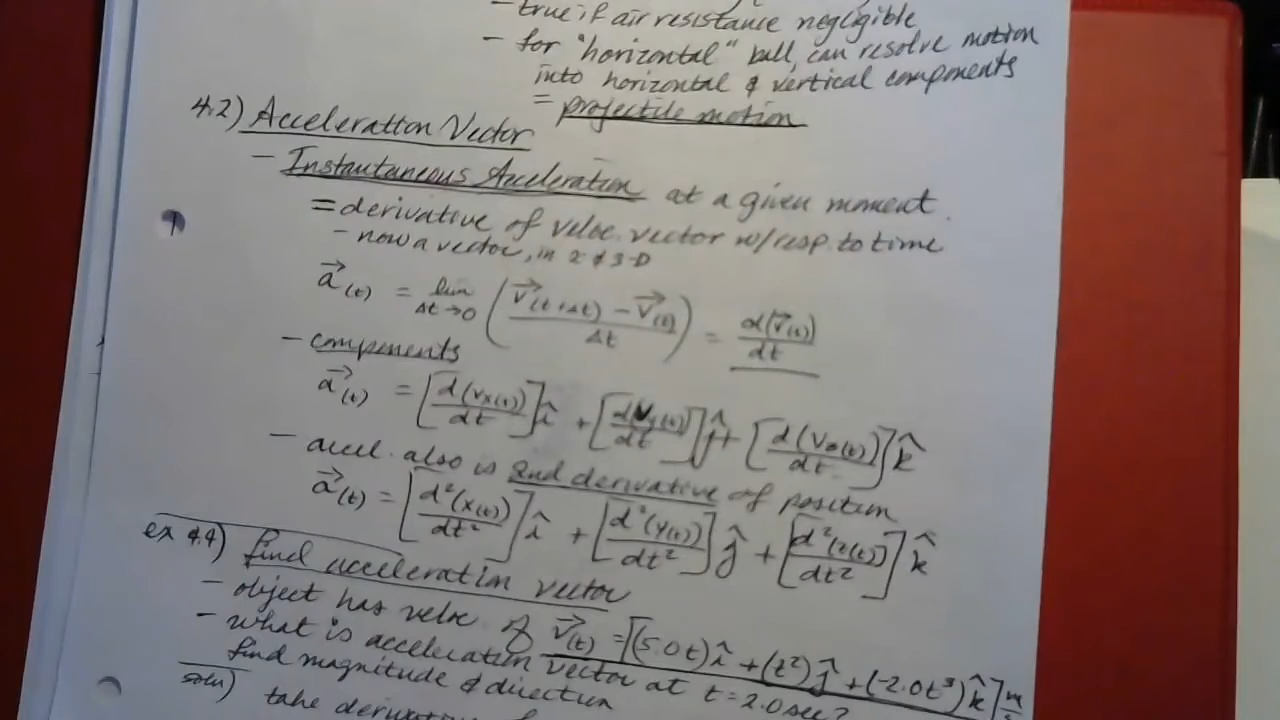 - true if air resistance negligible
- for "horizontal" ball, can resolve motion
into horizontal & vertical components
= projectile motion
4.2) Acceleration Vector
- Instantaneous Acceleration at a given moment.
= derivative of veloc. vector w/resp. to time
- now a vector, in 2 & 3-D
a⃗(t) = lim Δt→0 ( (v⃗(t+Δt) - v⃗(t)) / Δt ) = d(v⃗(t))/dt
- components
a⃗(t) = [d(vx(t))/dt] î + [d(vy(t))/dt] ĵ + [d(vz(t))/dt] k̂
- accel. also is 2nd derivative of position
a⃗(t) = [d²(x(t))/dt²] î + [d²(y(t))/dt²] ĵ + [d²(z(t))/dt²] k̂
ex 4.4) find acceleration vector
- object has veloc. of v⃗(t) = [(5.0t) î + (t²) ĵ + (-2.0t³) k̂] m/s
- what is acceleration vector at t = 2.0 sec?
find magnitude & direction
soln) take